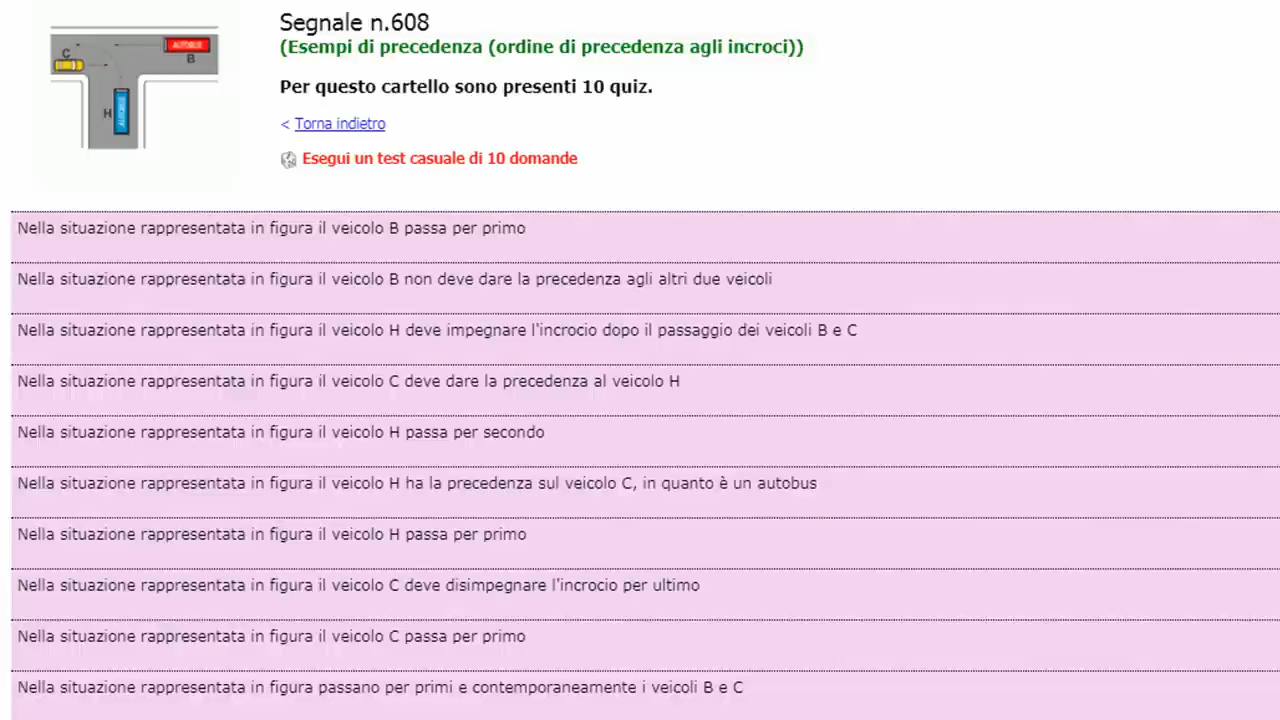 Segnale n.608
(Esempi di precedenza (ordine di precedenza agli incroci))
Per questo cartello sono presenti 10 quiz.
< Torna indietro
Esegui un test casuale di 10 domande
C
AUTOBUS
B
H
Nella situazione rappresentata in figura il veicolo B passa per primo
Nella situazione rappresentata in figura il veicolo B non deve dare la precedenza agli altri due veicoli
Nella situazione rappresentata in figura il veicolo H deve impegnare l'incrocio dopo il passaggio dei veicoli B e C
Nella situazione rappresentata in figura il veicolo C deve dare la precedenza al veicolo H
Nella situazione rappresentata in figura il veicolo H passa per secondo
Nella situazione rappresentata in figura il veicolo H ha la precedenza sul veicolo C, in quanto è un autobus
Nella situazione rappresentata in figura il veicolo H passa per primo
Nella situazione rappresentata in figura il veicolo C deve disimpegnare l'incrocio per ultimo
Nella situazione rappresentata in figura il veicolo C passa per primo
Nella situazione rappresentata in figura passano per primi e contemporaneamente i veicoli B e C